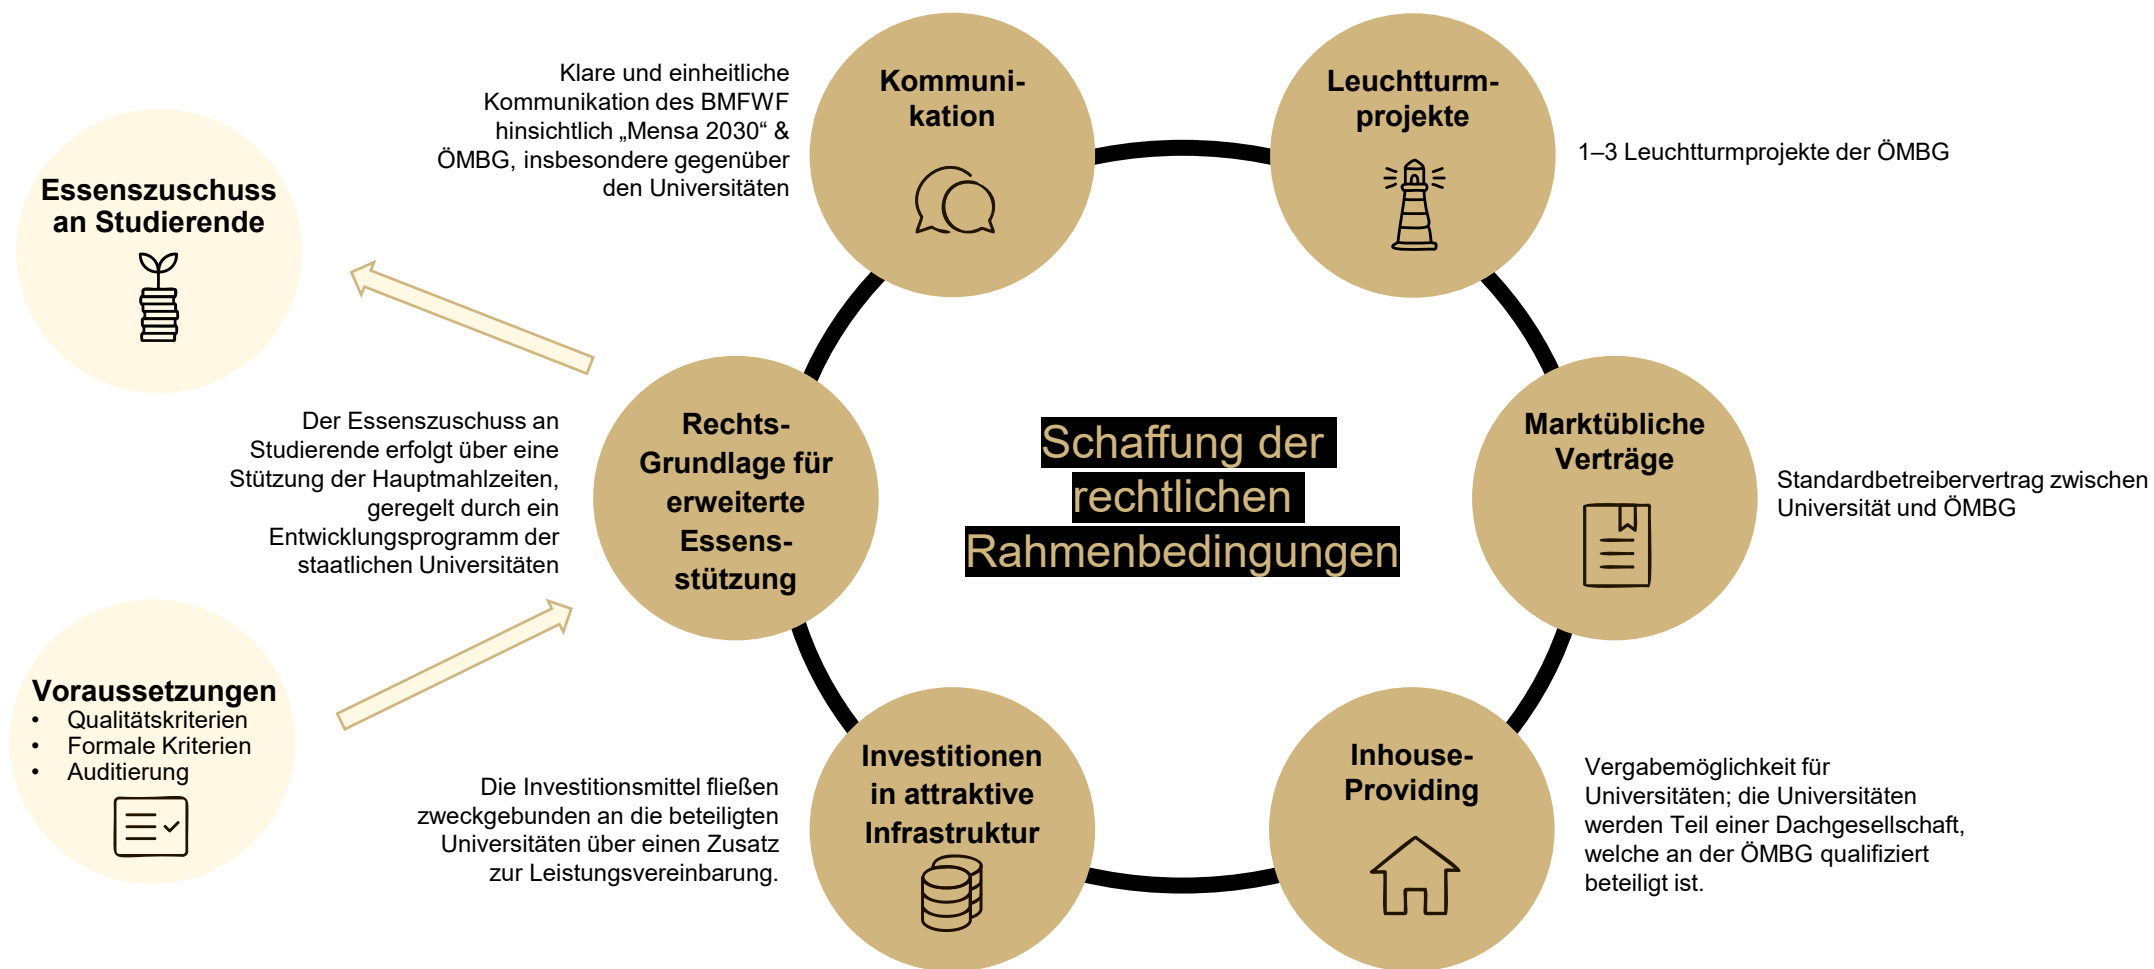 Kommuni-
kation
Klare und einheitliche
Kommunikation des BMFWF
hinsichtlich „Mensa 2030“ &
ÖMBG, insbesondere gegenüber
den Universitäten
Leuchtturm-
projekte
1–3 Leuchtturmprojekte der ÖMBG
Essenszuschuss
an Studierende
Der Essenszuschuss an
Studierende erfolgt über eine
Stützung der Hauptmahlzeiten,
geregelt durch ein
Entwicklungsprogramm der
staatlichen Universitäten
Rechts-
Grundlage für
erweiterte
Essens-
stützung
Schaffung der
rechtlichen
Rahmenbedingungen
Marktübliche
Verträge
Standardbetreibervertrag zwischen
Universität und ÖMBG
Voraussetzungen
• Qualitätskriterien
• Formale Kriterien
• Auditierung
Die Investitionsmittel fließen
zweckgebunden an die beteiligten
Universitäten über einen Zusatz
zur Leistungsvereinbarung.
Investitionen
in attraktive
Infrastruktur
Inhouse-
Providing
Vergabemöglichkeit für
Universitäten; die Universitäten
werden Teil einer Dachgesellschaft,
welche an der ÖMBG qualifiziert
beteiligt ist.